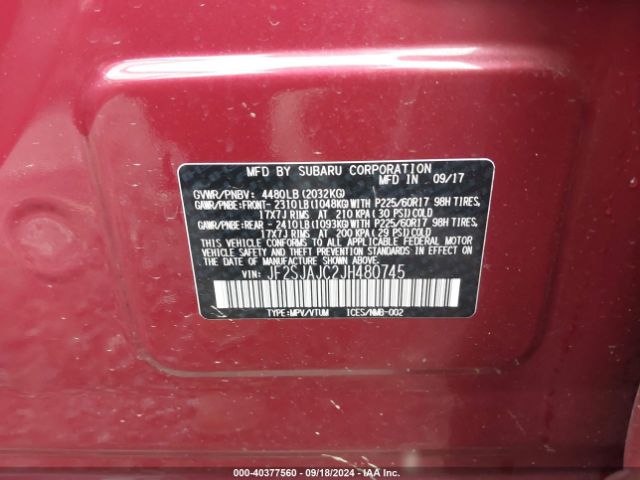 MFD BY SUBARU CORPORATION
MFD IN 09/17
GVWR/PNBV: 4480LB(2032KG)
GAWR/PNBE:FRONT- 2310LB(1048KG)WITH P225/60R17 98H TIRES,
17X7J RIMS AT 210 KPA(30 PSI)COLD
GAWR/PNBE:REAR - 2410LB(1093KG)WITH P225/60R17 98H TIRES,
17X7J RIMS AT 200 KPA(29 PSI)COLD
THIS VEHICLE CONFORMS TO ALL APPLICABLE FEDERAL MOTOR
VEHICLE SAFETY AND THEFT PREVENTION STANDARDS IN EFFECT ON
THE DATE OF MANUFACTURE SHOWN ABOVE.
VIN: JF2SJAJC2JH480745
TYPE:MPV/VTUM ICES/NMB-002
00-40377560 - 09/18/2024 - IAAI.com